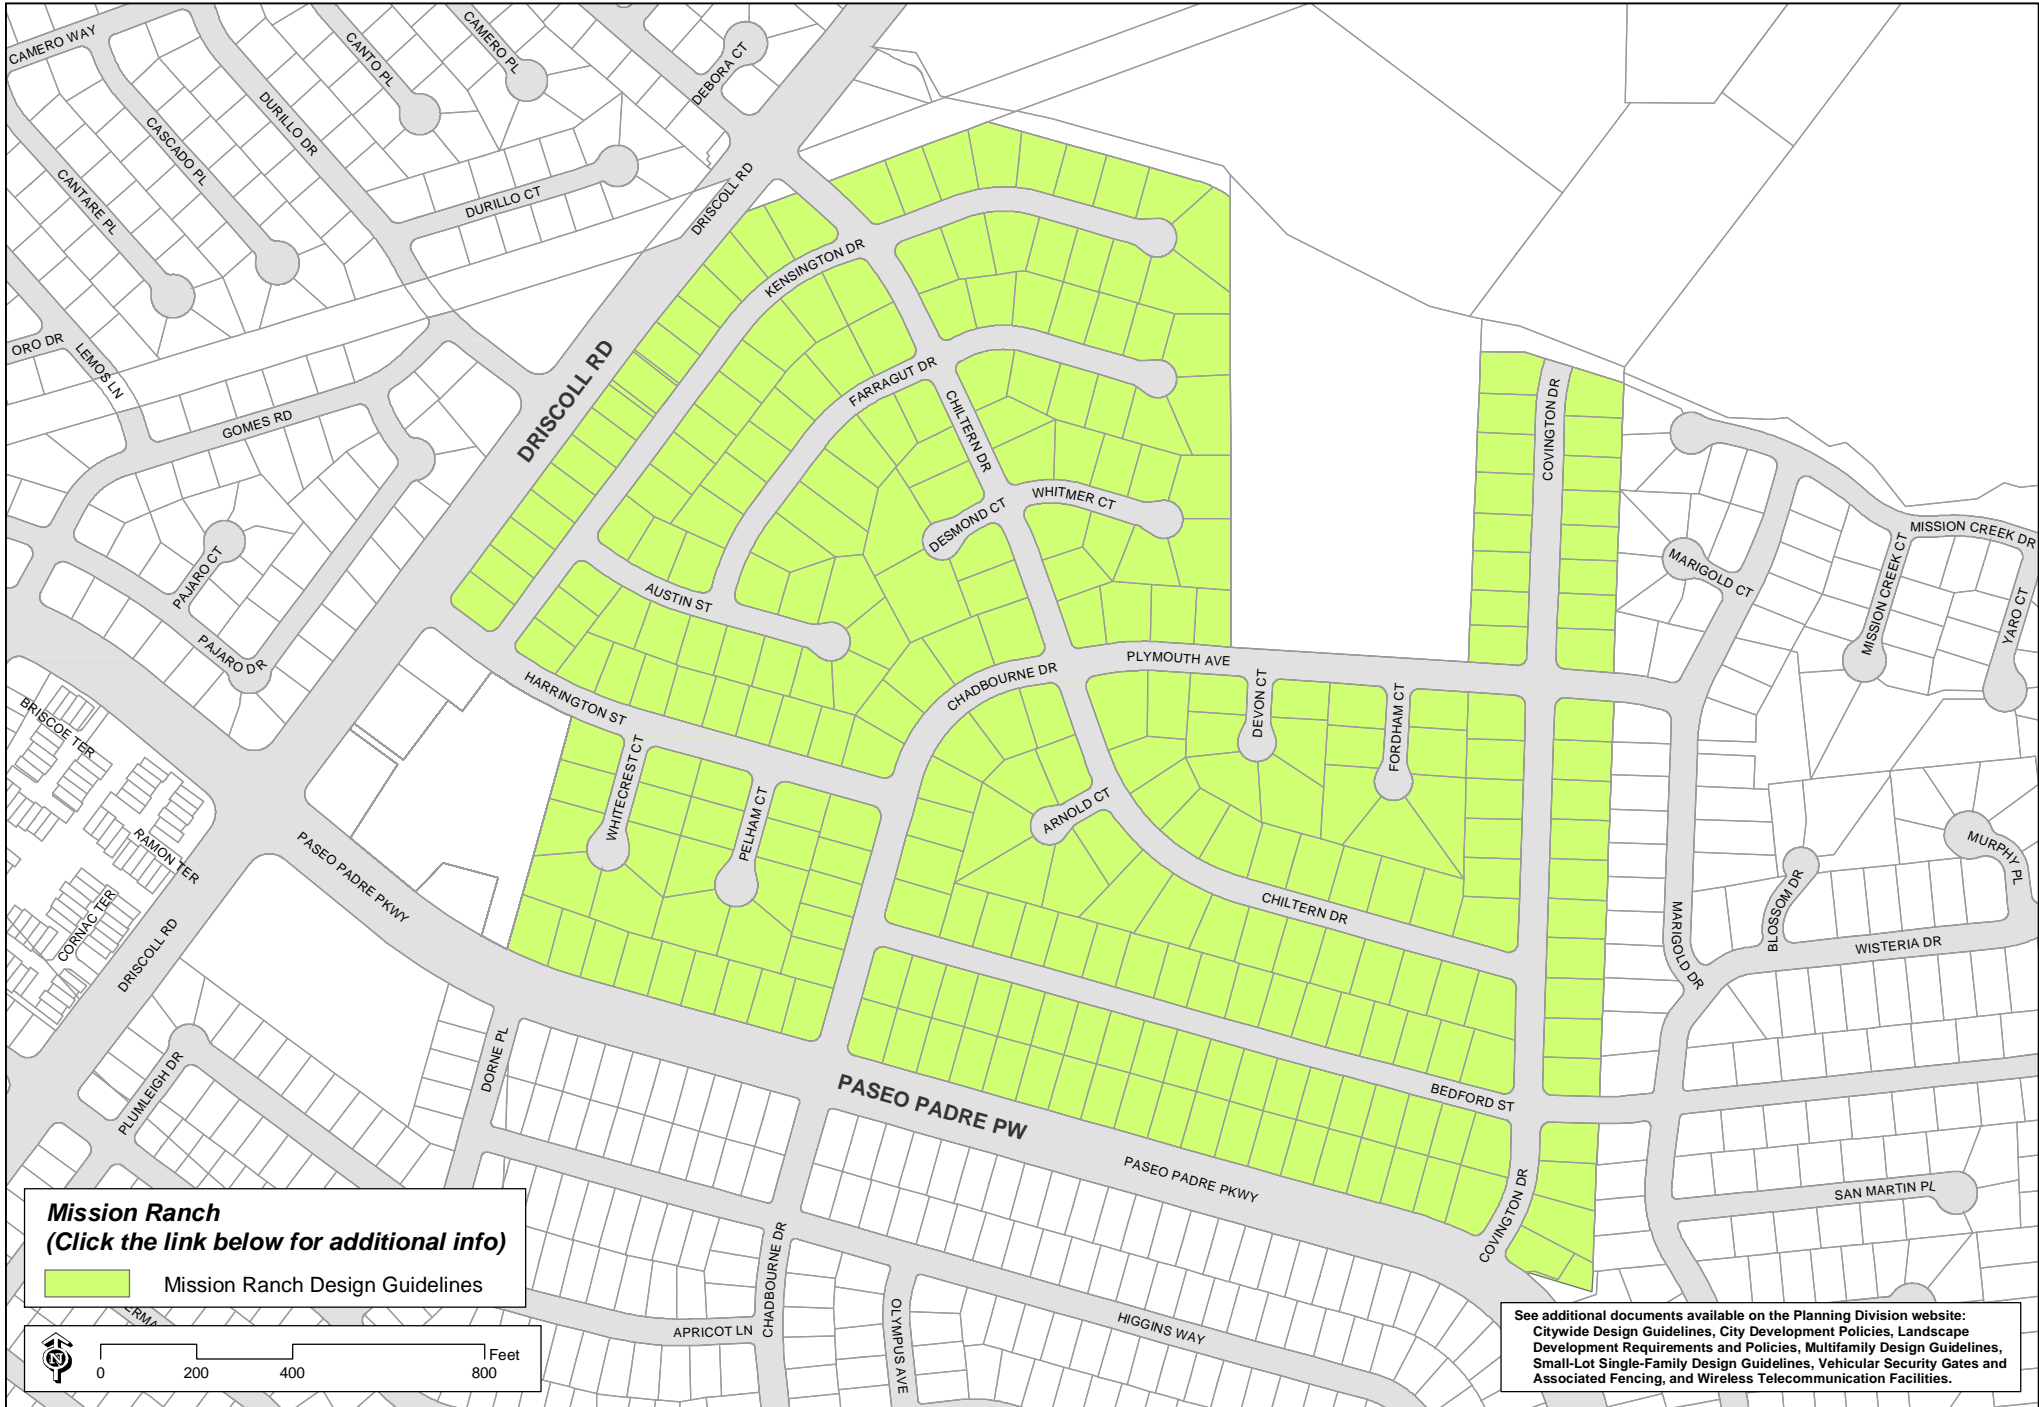 CAMERO WAY
CANTO PL
CAMERO PL
DEBORA CT
DURILLO DR
CASCADO PL
CANTARE PL
DURILLO CT
DRISCOLL RD
KENSINGTON DR
ORO DR
LEMOS LN
DRISCOLL RD
FARRAGUT DR
CHILTERN DR
COVINGTON DR
GOMES RD
WHITMER CT
DESMOND CT
MISSION CREEK DR
MISSION CREEK CT
MARIGOLD CT
YARO CT
PAJARO CT
AUSTIN ST
PAJARO DR
PLYMOUTH AVE
CHADBOURNE DR
HARRINGTON ST
DEVON CT
FORDHAM CT
BRISCOE TER
WHITECREST CT
PELHAM CT
ARNOLD CT
RAMON TER
PASEO PADRE PKWY
MURPHY PL
BLOSSOM DR
CHILTERN DR
CORNAC TER
DRISCOLL RD
MARIGOLD DR
WISTERIA DR
DORNE PL
PLUMLEIGH DR
PASEO PADRE PW
BEDFORD ST
PASEO PADRE PKWY
SAN MARTIN PL
COVINGTON DR
CHADBOURNE DR
OLYMPUS AVE
APRICOT LN
HIGGINS WAY
Mission Ranch
(Click the link below for additional info)
Mission Ranch Design Guidelines
N
Feet
0 200 400 800
See additional documents available on the Planning Division website:
Citywide Design Guidelines, City Development Policies, Landscape
Development Requirements and Policies, Multifamily Design Guidelines,
Small-Lot Single-Family Design Guidelines, Vehicular Security Gates and
Associated Fencing, and Wireless Telecommunication Facilities.